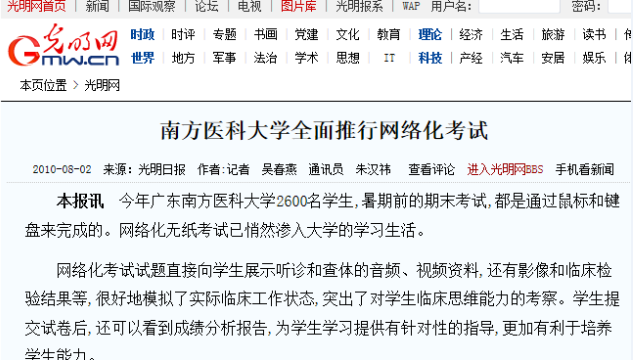 光明网首页 | 新闻 | 国际观察 | 论坛 | 电视 | 图片库 | 光明报系 | WAP 用户名： 密码：
光明网 时政 | 时评 | 专题 | 书画 | 党建 | 文化 | 教育 | 理论 | 经济 | 生活 | 旅游 | 读书
GMW.CN 世界 | 地方 | 军事 | 法治 | 学术 | 思想 | IT | 科技 | 产经 | 汽车 | 安居 | 娱乐
本页位置 > 光明网
南方医科大学全面推行网络化考试
2010-08-02 来源：光明日报 作者:记者 吴春燕 通讯员 朱汉祎 查看评论 进入光明网BBS 手机看新闻
本报讯 今年广东南方医科大学2600名学生,暑期前的期末考试,都是通过鼠标和键
盘来完成的。网络化无纸考试已悄然渗入大学的学习生活。
网络化考试试题直接向学生展示听诊和查体的音频、视频资料,还有影像和临床检
验结果等,很好地模拟了实际临床工作状态,突出了对学生临床思维能力的考察。学生提
交试卷后,还可以看到成绩分析报告,为学生学习提供有针对性的指导,更加有利于培养
学生能力。